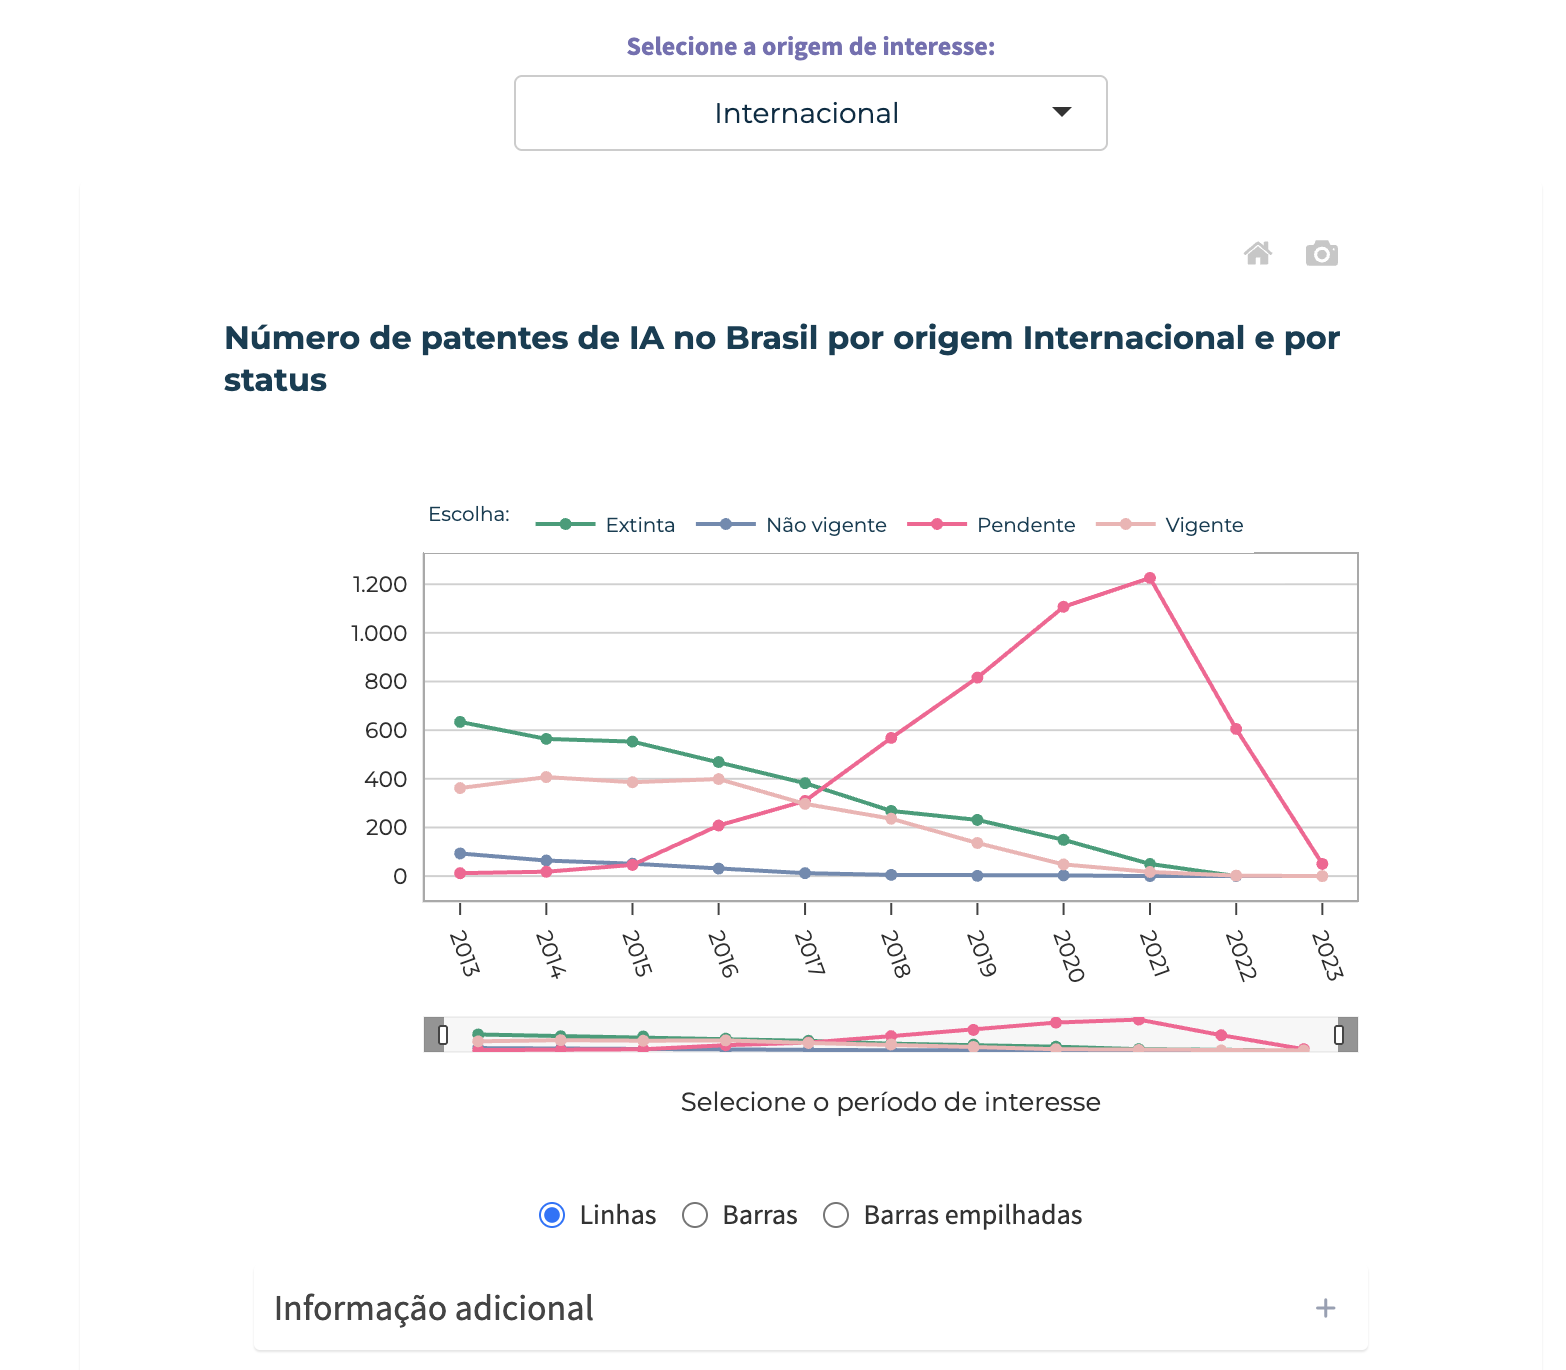 Selecione a origem de interesse:
Internacional
Número de patentes de IA no Brasil por origem Internacional e por
status
Escolha:
Extinta
Não vigente
Pendente
Vigente
1.200
1.000
800
600
400
200
0
2013
2014
2015
2016
2017
2018
2019
2020
2021
2022
2023
Selecione o período de interesse
Linhas
Barras
Barras empilhadas
Informação adicional
+